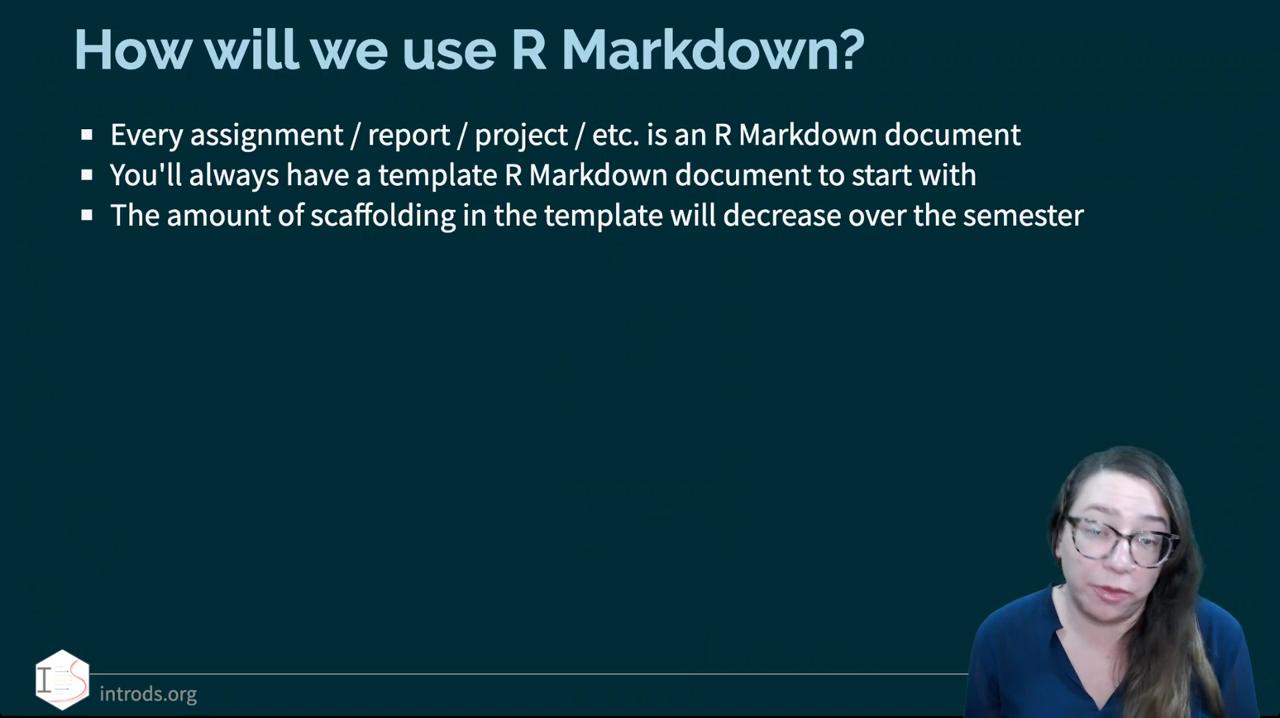 How will we use R Markdown?
Every assignment / report / project / etc. is an R Markdown document
You'll always have a template R Markdown document to start with
The amount of scaffolding in the template will decrease over the semester
I S
introds.org